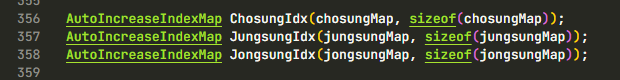 355
356 AutoIncreaseIndexMap ChosungIdx(chosungMap, sizeof(chosungMap));
357 AutoIncreaseIndexMap JungsungIdx(jungsungMap, sizeof(jungsungMap));
358 AutoIncreaseIndexMap JongsungIdx(jongsungMap, sizeof(jongsungMap));
359